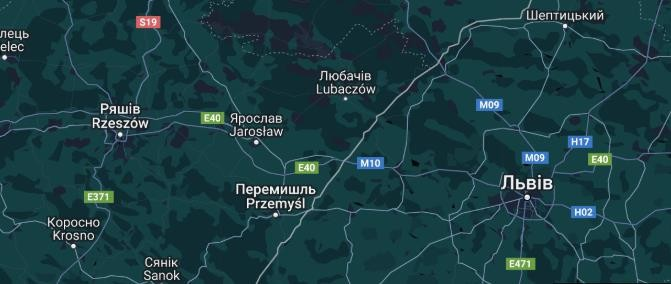 Шептицький
S19
лець
elec
Любачів
Lubaczów
M09
Ряшів
Rzeszów
E40
Ярослав
Jarosław
H17
M09
E40
E40
M10
Львів
Перемишль
Przemyśl
E371
H02
Коросно
Krosno
Сянік
Sanok
E471